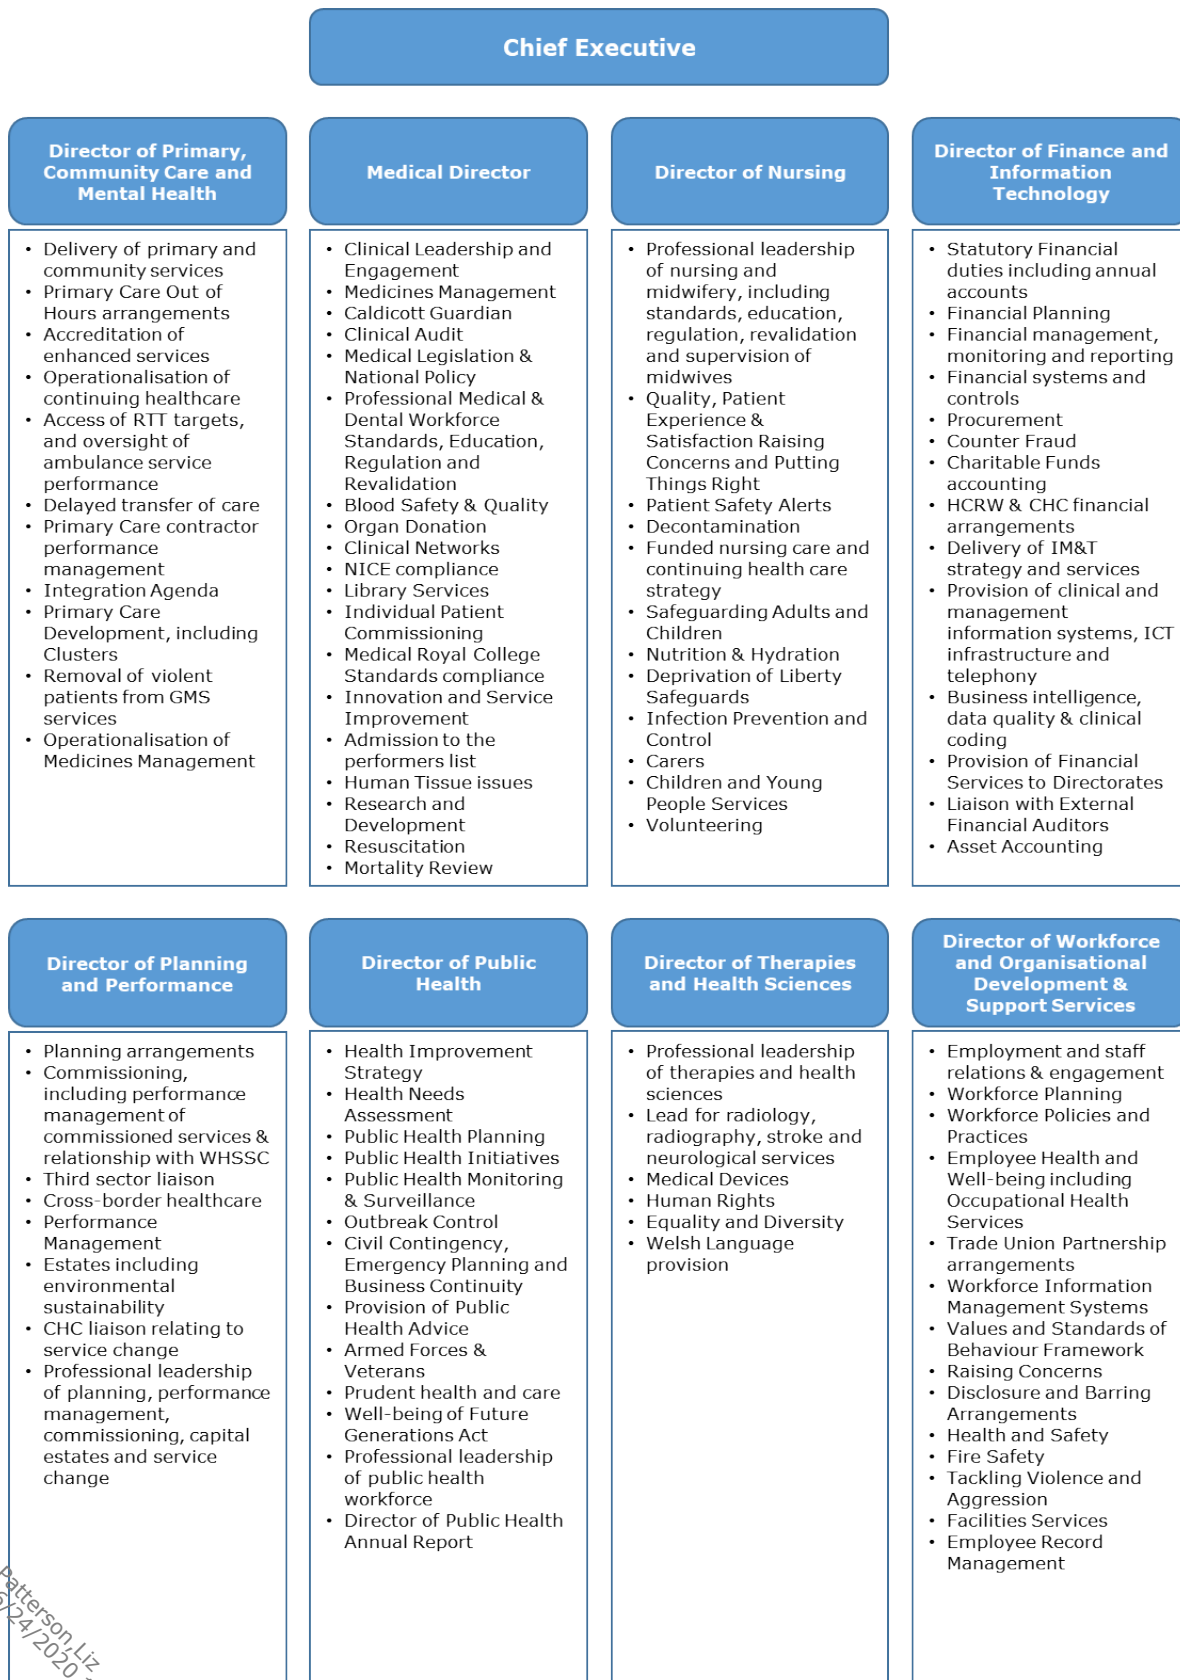 Chief Executive
Director of Primary,
Community Care and
Mental Health
• Delivery of primary and
community services
• Primary Care Out of
Hours arrangements
• Accreditation of
enhanced services
• Operationalisation of
continuing healthcare
• Access of RTT targets,
and oversight of
ambulance service
performance
• Delayed transfer of care
• Primary Care contractor
performance
management
• Integration Agenda
• Primary Care
Development, including
Clusters
• Removal of violent
patients from GMS
services
• Operationalisation of
Medicines Management
Medical Director
• Clinical Leadership and
Engagement
• Medicines Management
• Caldicott Guardian
• Clinical Audit
• Medical Legislation &
National Policy
• Professional Medical &
Dental Workforce
Standards, Education,
Regulation and
Revalidation
• Blood Safety & Quality
• Organ Donation
• Clinical Networks
• NICE compliance
• Library Services
• Individual Patient
Commissioning
• Medical Royal College
Standards compliance
• Innovation and Service
Improvement
• Admission to the
performers list
• Human Tissue issues
• Research and
Development
• Resuscitation
• Mortality Review
Director of Nursing
• Professional leadership
of nursing and
midwifery, including
standards, education,
regulation, revalidation
and supervision of
midwives
• Quality, Patient
Experience &
Satisfaction Raising
Concerns and Putting
Things Right
• Patient Safety Alerts
• Decontamination
• Funded nursing care and
continuing health care
strategy
• Safeguarding Adults and
Children
• Nutrition & Hydration
• Deprivation of Liberty
Safeguards
• Infection Prevention and
Control
• Carers
• Children and Young
People Services
• Volunteering
Director of Finance and
Information
Technology
• Statutory Financial
duties including annual
accounts
• Financial Planning
• Financial management,
monitoring and reporting
• Financial systems and
controls
• Procurement
• Counter Fraud
• Charitable Funds
accounting
• HCRW & CHC financial
arrangements
• Delivery of IM&T
strategy and services
• Provision of clinical and
management
information systems, ICT
infrastructure and
telephony
• Business intelligence,
data quality & clinical
coding
• Provision of Financial
Services to Directorates
• Liaison with External
Financial Auditors
• Asset Accounting
Director of Planning
and Performance
• Planning arrangements
• Commissioning,
including performance
management of
commissioned services &
relationship with WHSSC
• Third sector liaison
• Cross-border healthcare
• Performance
Management
• Estates including
environmental
sustainability
• CHC liaison relating to
service change
• Professional leadership
of planning, performance
management,
commissioning, capital
estates and service
change
Director of Public
Health
• Health Improvement
Strategy
• Health Needs
Assessment
• Public Health Planning
• Public Health Initiatives
• Public Health Monitoring
& Surveillance
• Outbreak Control
• Civil Contingency,
Emergency Planning and
Business Continuity
• Provision of Public
Health Advice
• Armed Forces &
Veterans
• Prudent health and care
• Well-being of Future
Generations Act
• Professional leadership
of public health
workforce
• Director of Public Health
Annual Report
Director of Therapies
and Health Sciences
• Professional leadership
of therapies and health
sciences
• Lead for radiology,
radiography, stroke and
neurological services
• Medical Devices
• Human Rights
• Equality and Diversity
• Welsh Language
provision
Director of Workforce
and Organisational
Development &
Support Services
• Employment and staff
relations & engagement
• Workforce Planning
• Workforce Policies and
Practices
• Employee Health and
Well-being including
Occupational Health
Services
• Trade Union Partnership
arrangements
• Workforce Information
Management Systems
• Values and Standards of
Behaviour Framework
• Raising Concerns
• Disclosure and Barring
Arrangements
• Health and Safety
• Fire Safety
• Tackling Violence and
Aggression
• Facilities Services
• Employee Record
Management
Patterson,Liz
/24/2020